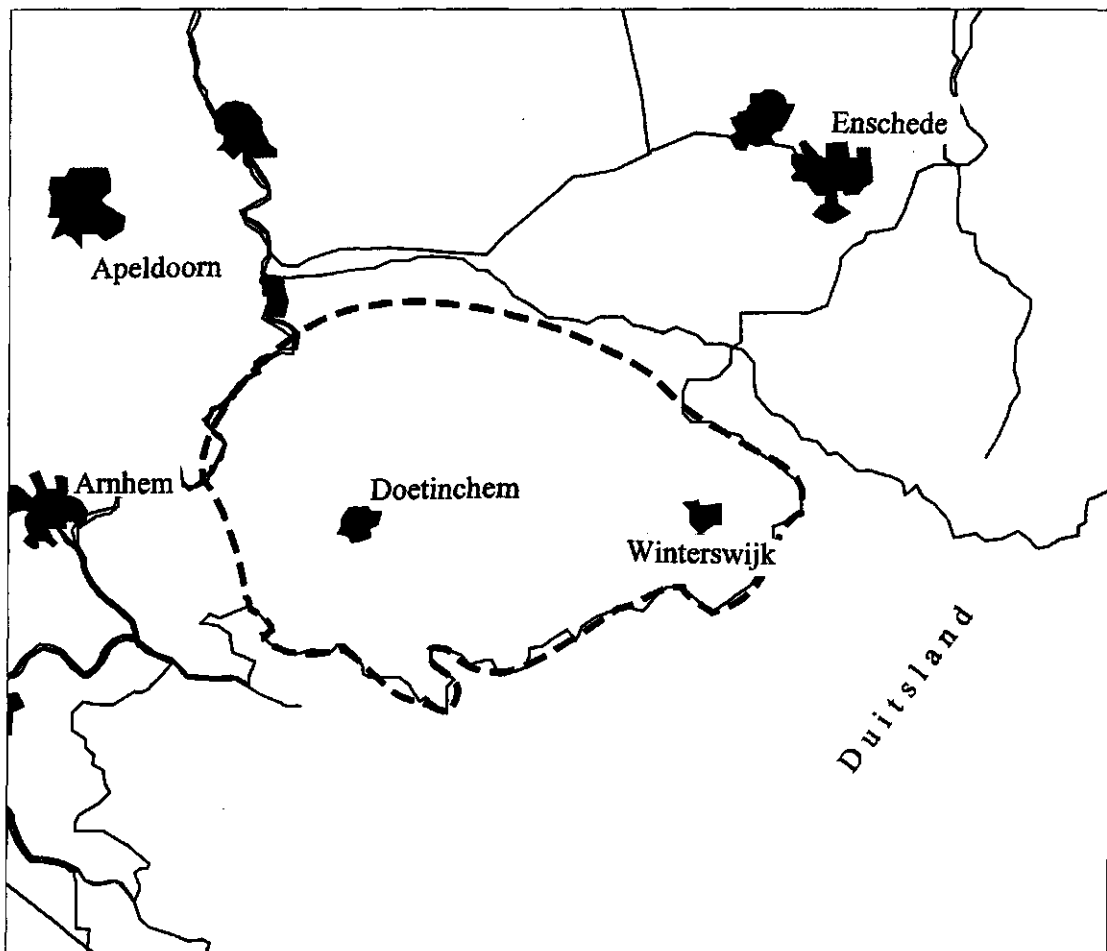 Enschede
Apeldoorn
Arnhem
Doetinchem
Winterswijk
Duitsland